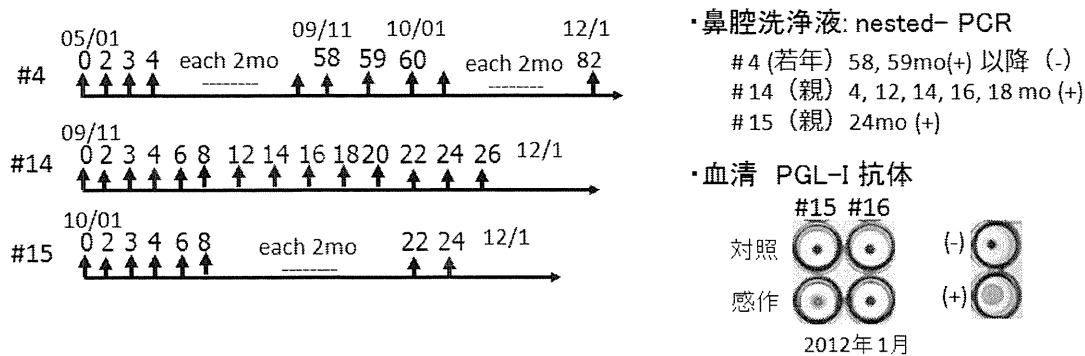 05/01 09/11 10/01 12/1
0 2 3 4 each 2mo 58 59 60 each 2mo 82
#4
09/11
0 2 3 4 6 8 12 14 16 18 20 22 24 26 12/1
#14
10/01
0 2 3 4 6 8 each 2mo 22 24 12/1
#15
・鼻腔洗浄液: nested- PCR
#4 (若年) 58, 59mo(+) 以降 (-)
#14 (親) 4, 12, 14, 16, 18 mo (+)
#15 (親) 24mo (+)
・血清 PGL-I 抗体
#15 #16
対照 (-)
感作 (+)
2012年1月